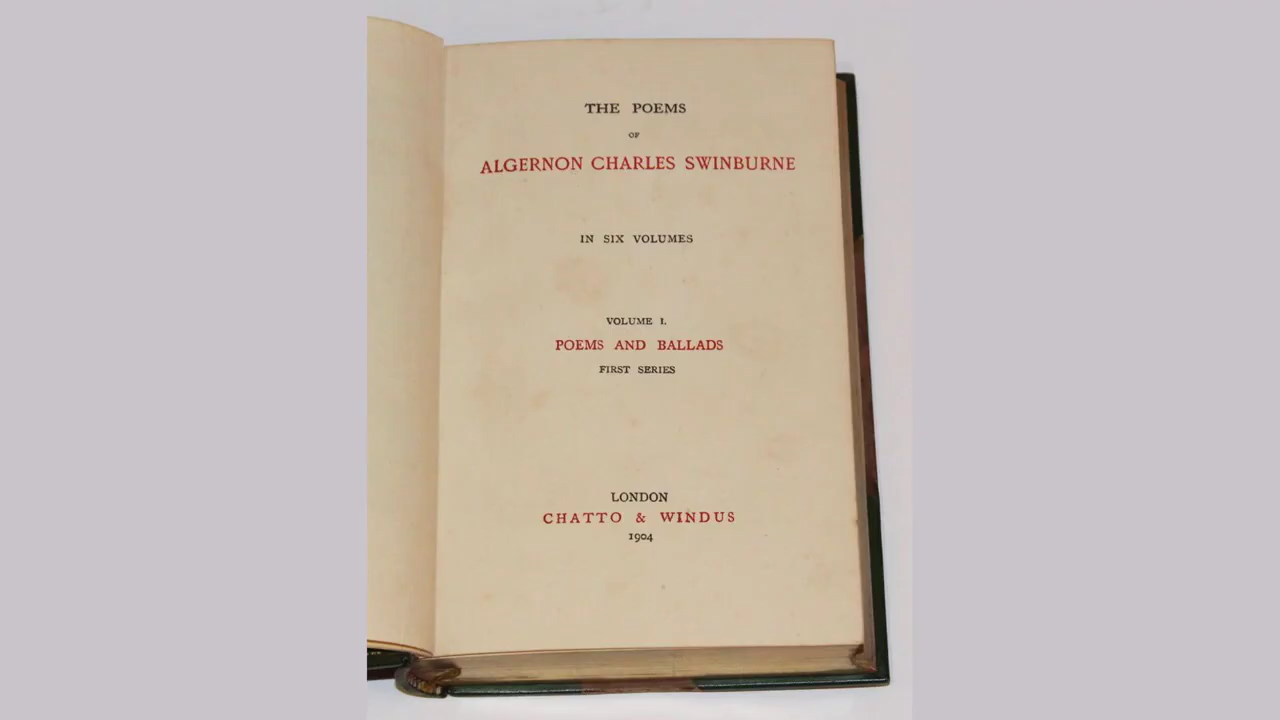 THE POEMS
OF
ALGERNON CHARLES SWINBURNE
IN SIX VOLUMES
VOLUME I.
POEMS AND BALLADS
FIRST SERIES
LONDON
CHATTO & WINDUS
1904